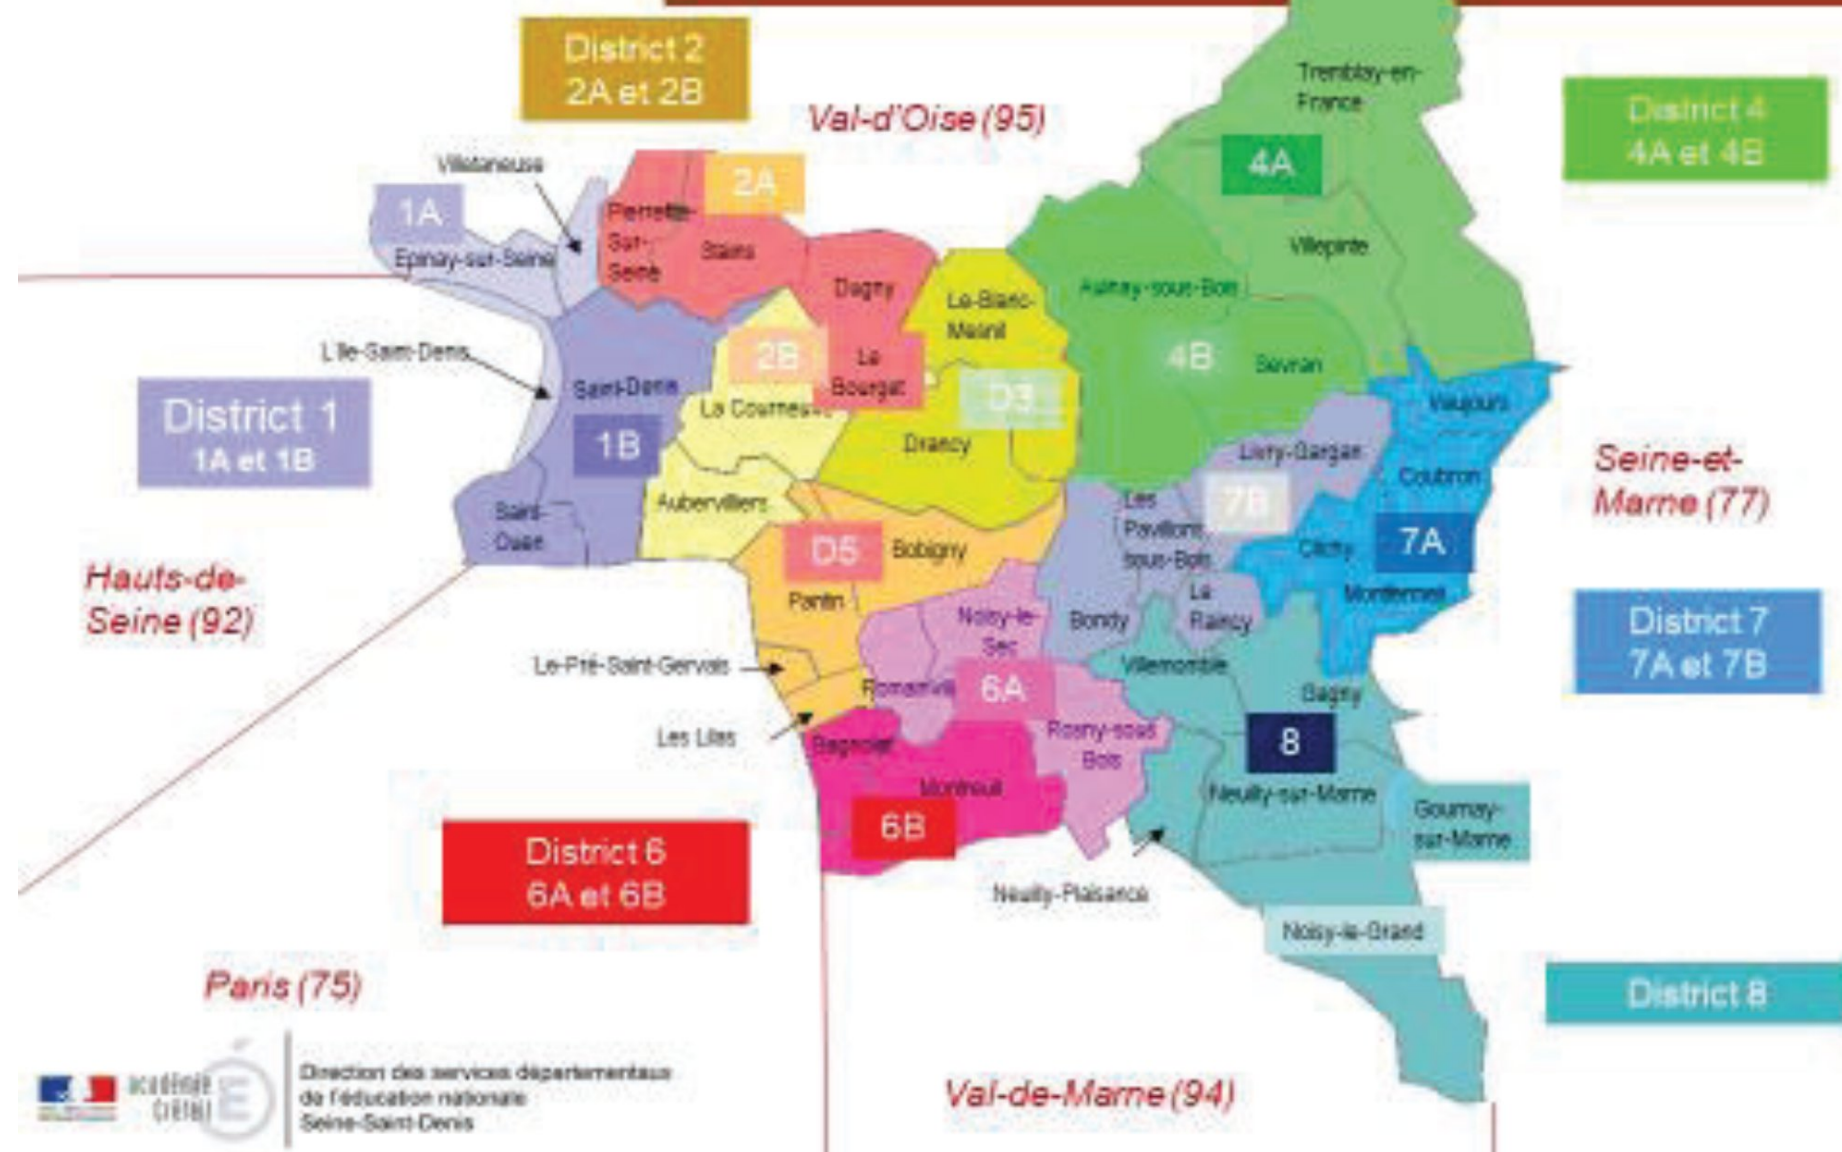 District 2
2A et 2B
Val-d'Oise (95)
Tremblay-en-
France
District 4
4A et 4B
4A
Villetaneuse
2A
1A
Pierrefitte-
Sur-
Seine
Stains
Epinay-sur-Seine
Villepinte
Dugny
Aulnay-sous-Bois
Le-Blanc-
Mesnil
L'Ile-Saint-Denis
2B
Le
Bourget
4B
Sevran
Saint-Denis
District 1
1A et 1B
La Courneuve
D3
Vaujours
1B
Drancy
Livry-Gargan
Coubron
Seine-et-
Marne (77)
Aubervilliers
7B
Les
Pavillons
sous-Bois
Saint-
Ouen
D5
Bobigny
Clichy
7A
Hauts-de-
Seine (92)
Pantin
Noisy-le-
Sec
Bondy
Le
Raincy
Montfermeil
District 7
7A et 7B
Le-Pré-Saint-Gervais
Villemomble
Romainville
6A
Gagny
Les Lilas
Bagnolet
Rosny-sous
Bois
8
Montreuil
Neuilly-sur-Marne
Gournay-
sur-Marne
6B
District 6
6A et 6B
Neuilly-Plaisance
Noisy-le-Grand
Paris (75)
District 8
Val-de-Marne (94)
académie
Créteil
Direction des services départementaux
de l'éducation nationale
Seine-Saint-Denis